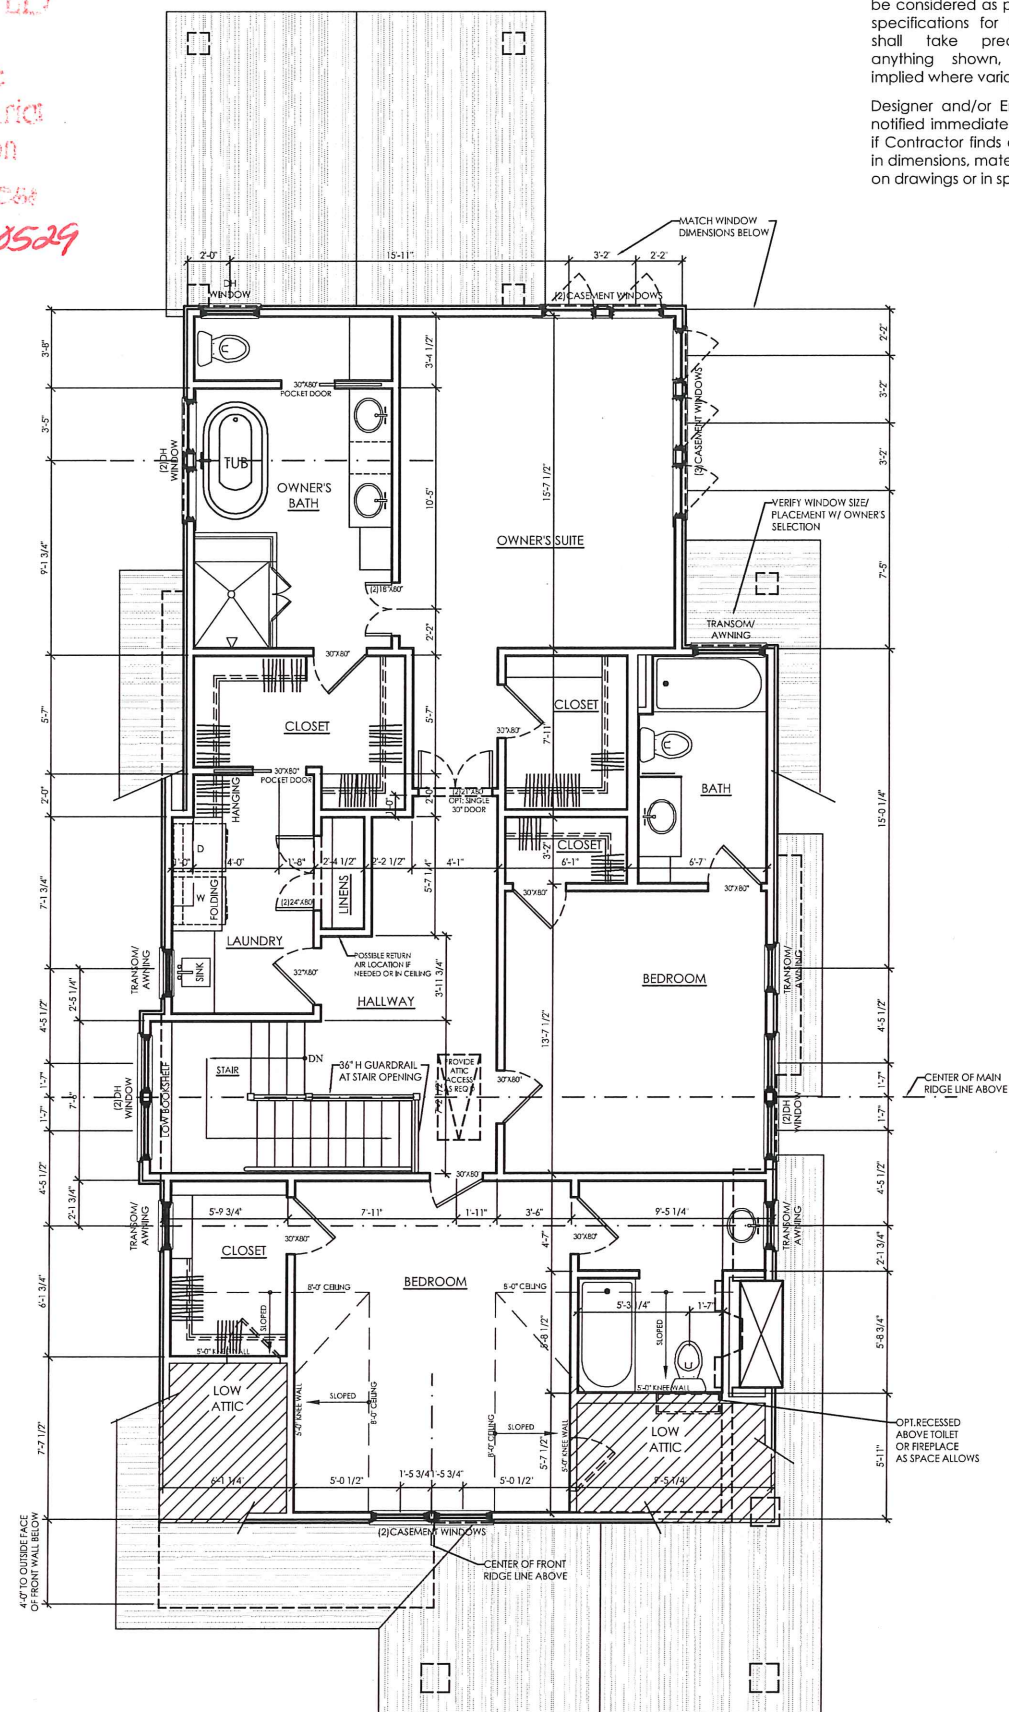 be considered as p
specifications for
shall take prec
anything shown,
implied where varia
Designer and/or E
notified immediate
if Contractor finds
in dimensions, mate
on drawings or in sp
0529
MATCH WINDOW
DIMENSIONS BELOW
2'-0"
15'-11"
3'-2"
2'-2"
DH
WINDOW
(2)CASEMENT WINDOWS
3'-8"
3'-4 1/2"
2'-2"
30"X80"
POCKET DOOR
3'-5"
3'-2"
(3)CASEMENT WINDOWS
(2)DH
WINDOW
TUB
OWNER'S
BATH
10'-5"
15'-7 1/2"
3'-2"
VERIFY WINDOW SIZE/
PLACEMENT W/ OWNER'S
SELECTION
OWNER'S SUITE
9'-1 3/4"
7'-5"
(2)18"X80"
2'-2"
TRANSOM/
AWNING
30"X80"
5'-7"
CLOSET
5'-7"
CLOSET
30"X80"
7'-11"
30"X80"
POCKET DOOR
2'-0"
HANGING
2'-0"
1'-0"
(2)21"X80"
OPT: SINGLE
30" DOOR
BATH
15'-0 1/4"
CLOSET
3'-2"
D
1'-0"
4'-0"
1'-8"
2'-4 1/2"
2'-2 1/2"
4'-1"
6'-1"
6'-7"
5'-7 1/4"
7'-1 3/4"
W
FOLDING
(2)24"X80"
LINENS
30"X80"
30"X80"
LAUNDRY
TRANSOM/
AWNING
SINK
32"X80"
POSSIBLE RETURN
AIR LOCATION IF
NEEDED OR IN CEILING
3'-11 3/4"
HALLWAY
BEDROOM
TRANSOM/
AWNING
4'-5 1/2"
2'-5 1/4"
13'-7 1/2"
4'-5 1/2"
DN
STAIR
36" H GUARDRAIL
AT STAIR OPENING
PROVIDE
ATTIC
ACCESS
AS REQ'D
30"X80"
1'-7"
1'-7"
7'-6"
(2)DH
WINDOW
LOW BOOKSHELF
7'-2 1/2"
1'-7"
1'-7"
(2)DH
WINDOW
CENTER OF MAIN
RIDGE LINE ABOVE
4'-5 1/2"
2'-1 3/4"
4'-5 1/2"
30"X80"
TRANSOM/
AWNING
5'-9 3/4"
7'-11"
1'-11"
3'-6"
9'-5 1/4"
TRANSOM/
AWNING
CLOSET
30"X80"
4'-7"
30"X80"
2'-1 3/4"
BEDROOM
6'-1 3/4"
8'-0" CEILING
8'-0" CEILING
SLOPED
5'-3 1/4"
1'-7"
5'-8 1/2"
SLOPED
5'-8 3/4"
5'-0" KNEE WALL
5'-0" KNEE WALL
LOW
ATTIC
5'-0" KNEE WALL
SLOPED
8'-0" CEILING
8'-0" CEILING
SLOPED
5'-0" KNEE WALL
LOW
ATTIC
OPT.RECESSED
ABOVE TOILET
OR FIREPLACE
AS SPACE ALLOWS
7'-7 1/2"
5'-7 1/2"
5'-11"
6'-1 1/4"
5'-0 1/2"
1'-5 3/4"
1'-5 3/4"
5'-0 1/2"
9'-5 1/4"
(2)CASEMENT WINDOWS
CENTER OF FRONT
RIDGE LINE ABOVE
4'-0" TO OUTSIDE FACE
OF FRONT WALL BELOW